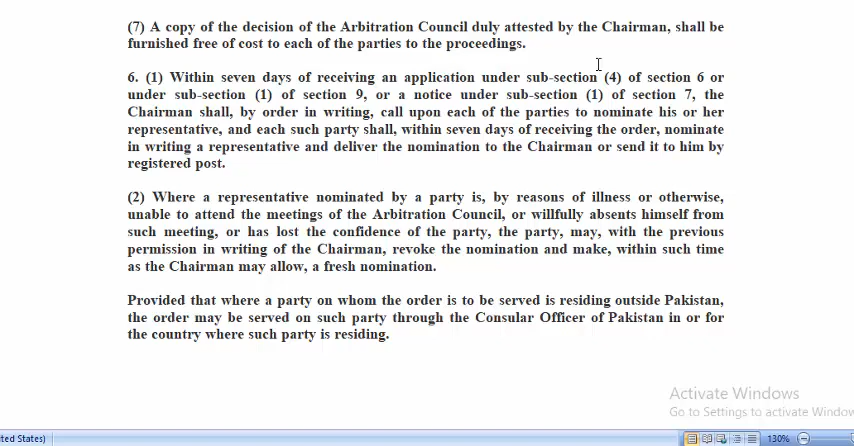 (7) A copy of the decision of the Arbitration Council duly attested by the Chairman, shall be
furnished free of cost to each of the parties to the proceedings.
6. (1) Within seven days of receiving an application under sub-section (4) of section 6 or
under sub-section (1) of section 9, or a notice under sub-section (1) of section 7, the
Chairman shall, by order in writing, call upon each of the parties to nominate his or her
representative, and each such party shall, within seven days of receiving the order, nominate
in writing a representative and deliver the nomination to the Chairman or send it to him by
registered post.
(2) Where a representative nominated by a party is, by reasons of illness or otherwise,
unable to attend the meetings of the Arbitration Council, or willfully absents himself from
such meeting, or has lost the confidence of the party, the party, may, with the previous
permission in writing of the Chairman, revoke the nomination and make, within such time
as the Chairman may allow, a fresh nomination.
Provided that where a party on whom the order is to be served is residing outside Pakistan,
the order may be served on such party through the Consular Officer of Pakistan in or for
the country where such party is residing.
Activate Windows
Go to Settings to activate Window
ted States)
130%